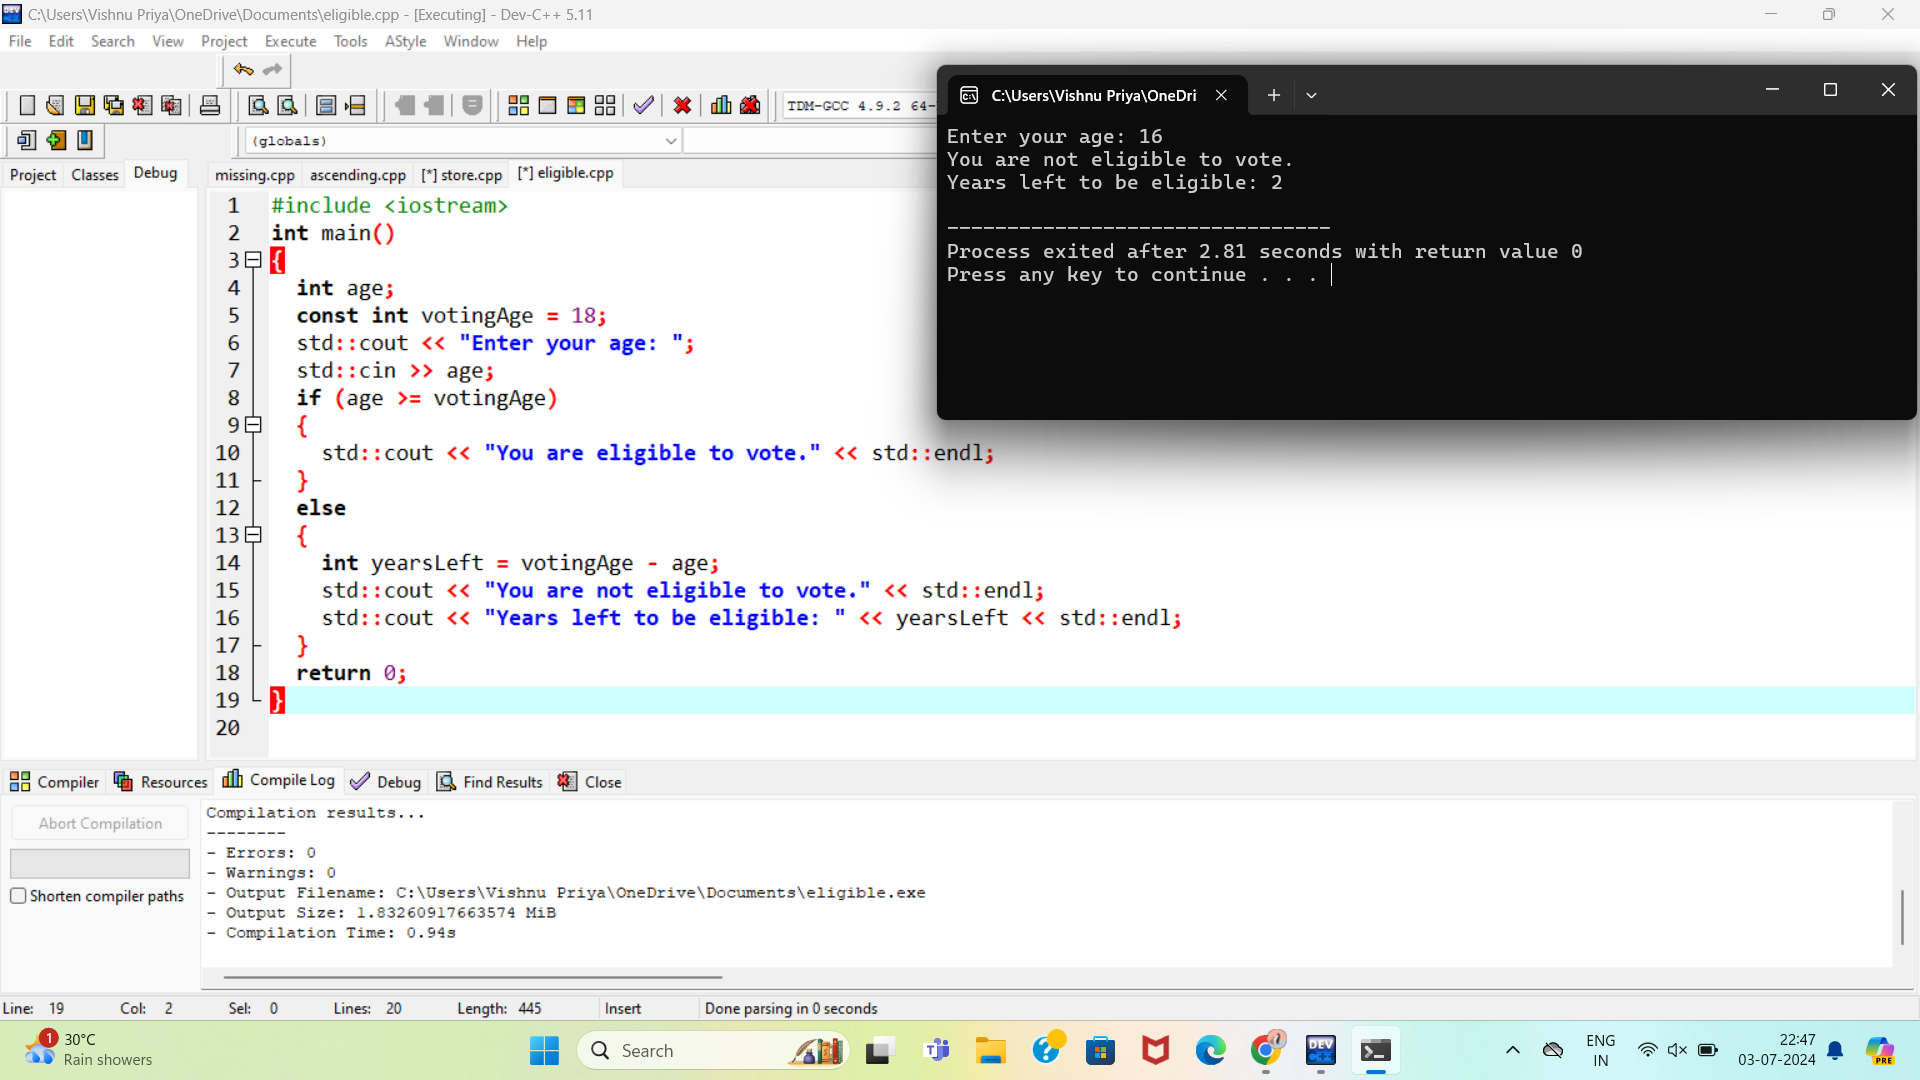 C:\Users\Vishnu Priya\OneDrive\Documents\eligible.cpp - [Executing] - Dev-C++ 5.11
File Edit Search View Project Execute Tools AStyle Window Help
TDM-GCC 4.9.2 64-
(globals)
Project Classes Debug
missing.cpp ascending.cpp [*] store.cpp [*] eligible.cpp
1 #include <iostream>
2 int main()
3 {
4 int age;
5 const int votingAge = 18;
6 std::cout << "Enter your age: ";
7 std::cin >> age;
8 if (age >= votingAge)
9 {
10 std::cout << "You are eligible to vote." << std::endl;
11 }
12 else
13 {
14 int yearsLeft = votingAge - age;
15 std::cout << "You are not eligible to vote." << std::endl;
16 std::cout << "Years left to be eligible: " << yearsLeft << std::endl;
17 }
18 return 0;
19 }
20
C:\Users\Vishnu Priya\OneDri
Enter your age: 16
You are not eligible to vote.
Years left to be eligible: 2
--------------------------------
Process exited after 2.81 seconds with return value 0
Press any key to continue . . .
Compiler Resources Compile Log Debug Find Results Close
Abort Compilation
Shorten compiler paths
Compilation results...
--------
- Errors: 0
- Warnings: 0
- Output Filename: C:\Users\Vishnu Priya\OneDrive\Documents\eligible.exe
- Output Size: 1.83260917663574 MiB
- Compilation Time: 0.94s
Line: 19 Col: 2 Sel: 0 Lines: 20 Length: 445 Insert Done parsing in 0 seconds
1
30°C
Rain showers
Search
DEV
ENG
IN
22:47
03-07-2024
PRE